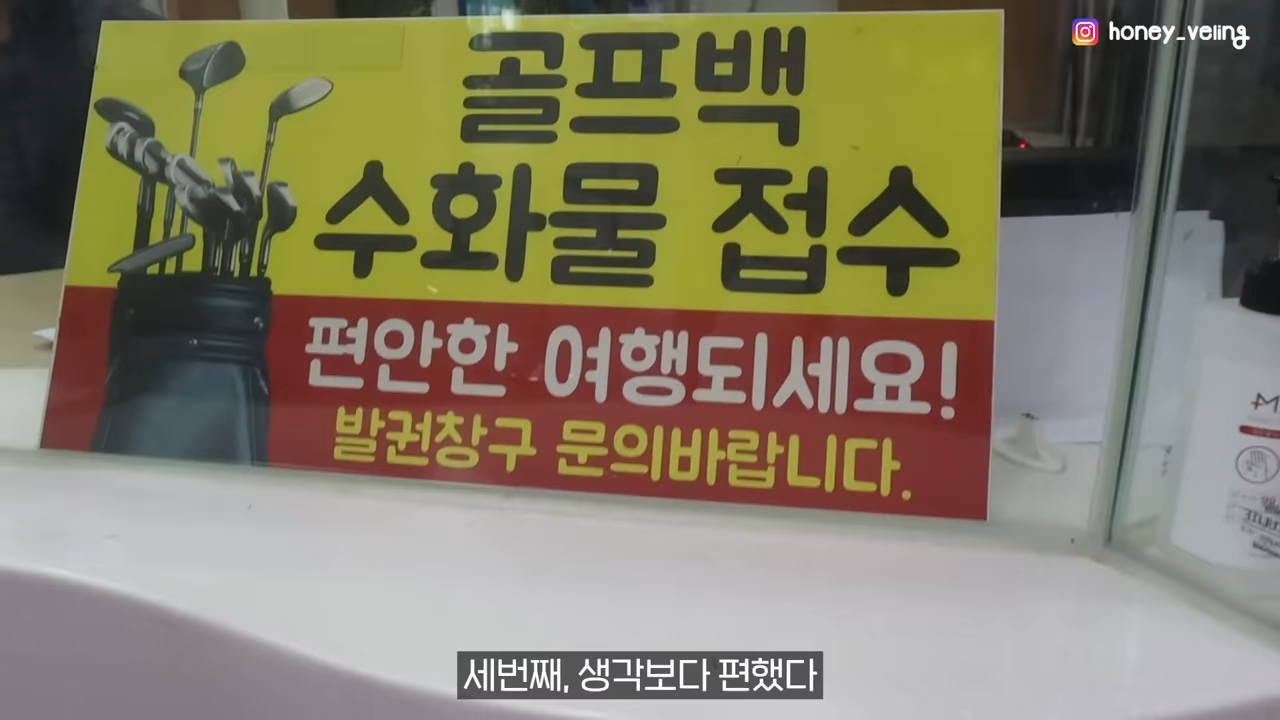 honey_veling
골프백
수화물 접수
편안한 여행되세요!
발권창구 문의바랍니다.
세번째, 생각보다 편했다